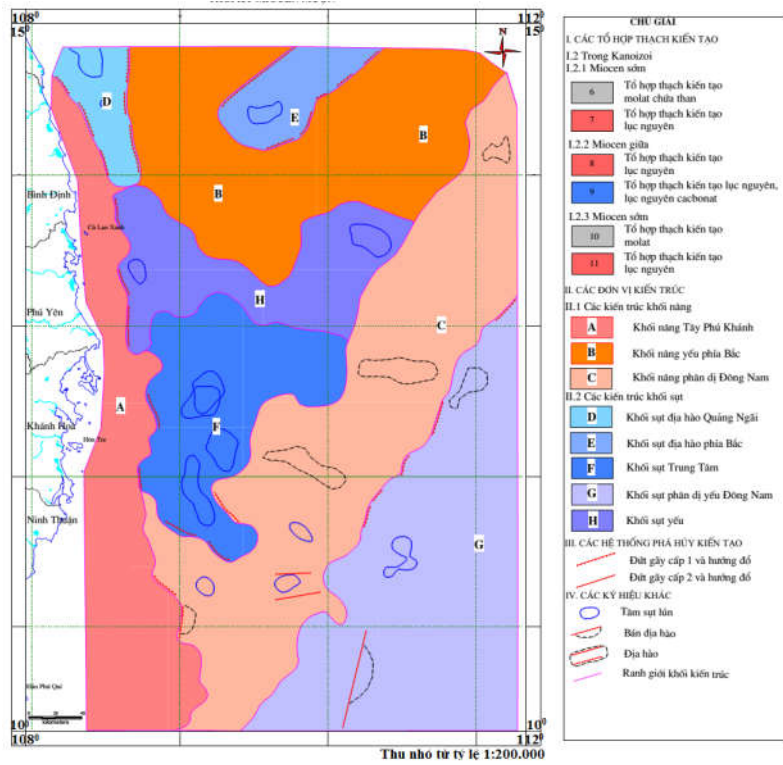 108⁰
112⁰
15⁰
15⁰
N
D
E
B
B
Bình Định
Cù Lao Xanh
H
Phú Yên
C
A
Khánh Hoà
F
Hòn Tre
Ninh Thuận
G
Đảo Phú Quí
10⁰
10⁰
108⁰
112⁰
Thu nhỏ từ tỷ lệ 1:200.000
CHÚ GIẢI
I. CÁC TỔ HỢP THẠCH KIẾN TẠO
I.2 Trong Kanoizoi
I.2.1 Miocen sớm
6 Tổ hợp thạch kiến tạo
molat chứa than
7 Tổ hợp thạch kiến tạo
lục nguyên
I.2.2 Miocen giữa
8 Tổ hợp thạch kiến tạo
lục nguyên
9 Tổ hợp thạch kiến tạo lục nguyên,
lục nguyên cacbonat
I.2.3 Miocen sớm
10 Tổ hợp thạch kiến tạo
molat
11 Tổ hợp thạch kiến tạo
lục nguyên
II. CÁC ĐƠN VỊ KIẾN TRÚC
II.1 Các kiến trúc khối nâng
A Khối nâng Tây Phú Khánh
B Khối nâng yếu phía Bắc
C Khối nâng phân dị Đông Nam
II.2 Các kiến trúc khối sụt
D Khối sụt địa hào Quảng Ngãi
E Khối sụt địa hào phía Bắc
F Khối sụt Trung Tâm
G Khối sụt phân dị yếu Đông Nam
H Khối sụt yếu
III. CÁC HỆ THỐNG PHÁ HỦY KIẾN TẠO
Đứt gãy cấp 1 và hướng đổ
Đứt gãy cấp 2 và hướng đổ
IV. CÁC KÝ HIỆU KHÁC
Tâm sụt lún
Bán địa hào
Địa hào
Ranh giới khối kiến trúc